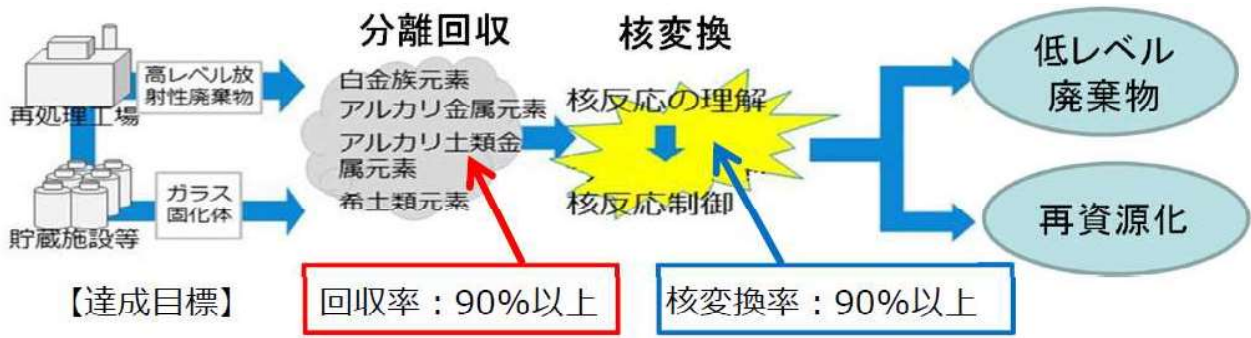 分離回収
核変換
高レベル放
射性廃棄物
再処理工場
白金族元素
アルカリ金属元素
アルカリ土類金
属元素
希土類元素
核反応の理解
核反応制御
低レベル
廃棄物
ガラス
固化体
貯蔵施設等
再資源化
【達成目標】
回収率：90%以上
核変換率：90%以上